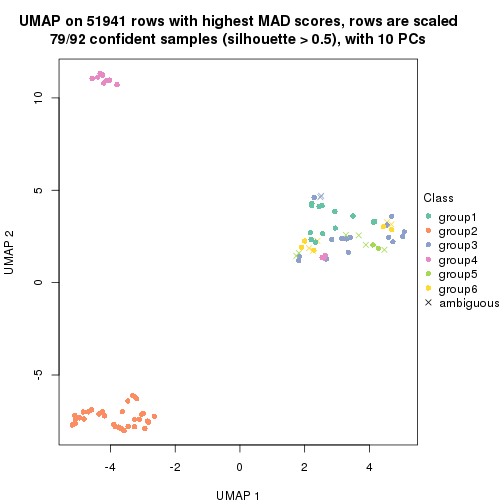 UMAP on 51941 rows with highest MAD scores, rows are scaled
79/92 confident samples (silhouette > 0.5), with 10 PCs
10
5
0
-5
UMAP 2
-4
-2
0
2
4
UMAP 1
Class
group1
group2
group3
group4
group5
group6
ambiguous